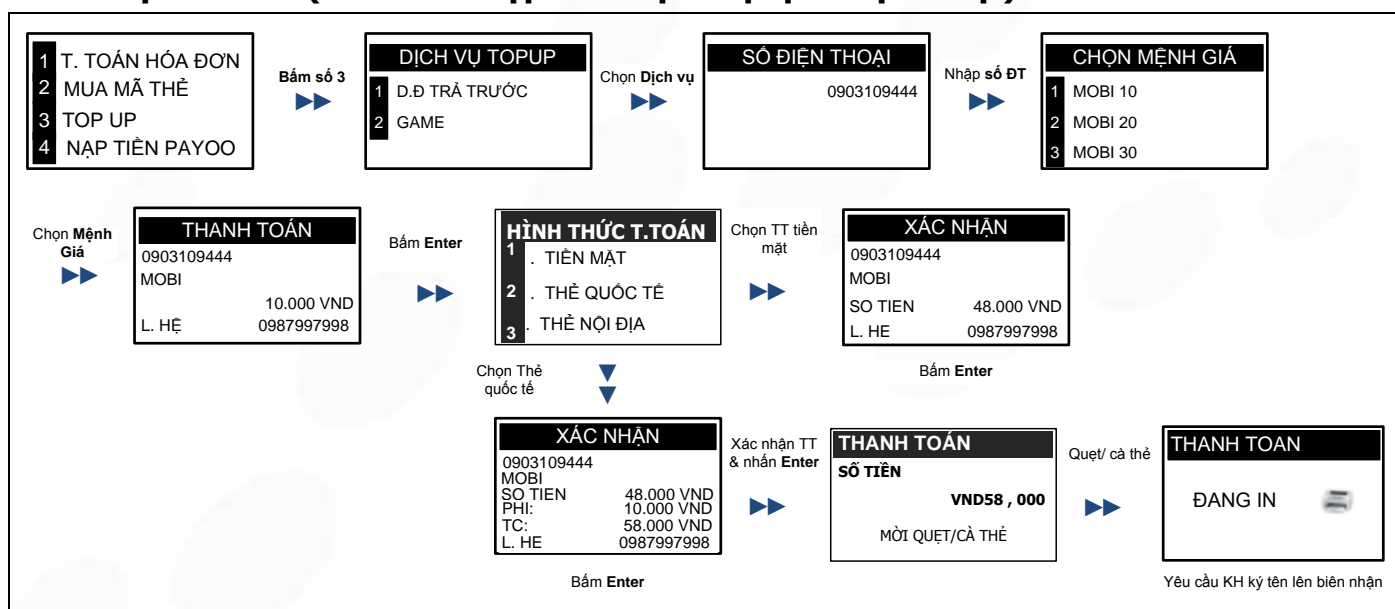 1 T. TOÁN HÓA ĐƠN
2 MUA MÃ THẺ
3 TOP UP
4 NẠP TIỀN PAYOO
Bấm số 3
DỊCH VỤ TOPUP
1 D.Đ TRẢ TRƯỚC
2 GAME
Chọn Dịch vụ
SỐ ĐIỆN THOẠI
0903109444
Nhập số ĐT
CHỌN MỆNH GIÁ
1 MOBI 10
2 MOBI 20
3 MOBI 30
Chọn Mệnh
Giá
THANH TOÁN
0903109444
MOBI
10.000 VND
L. HỆ 0987997998
Bấm Enter
HÌNH THỨC T.TOÁN
1 . TIỀN MẶT
2 . THẺ QUỐC TẾ
3 . THẺ NỘI ĐỊA
Chọn TT tiền
mặt
XÁC NHẬN
0903109444
MOBI
SO TIEN 48.000 VND
L. HE 0987997998
Bấm Enter
Chọn Thẻ
quốc tế
XÁC NHẬN
0903109444
MOBI
SO TIEN 48.000 VND
PHI: 10.000 VND
TC: 58.000 VND
L. HE 0987997998
Bấm Enter
Xác nhận TT
& nhấn Enter
THANH TOÁN
SỐ TIỀN
VND58 , 000
MỜI QUẸT/CÀ THẺ
Quẹt/ cà thẻ
THANH TOAN
ĐANG IN
Yêu cầu KH ký tên lên biên nhận